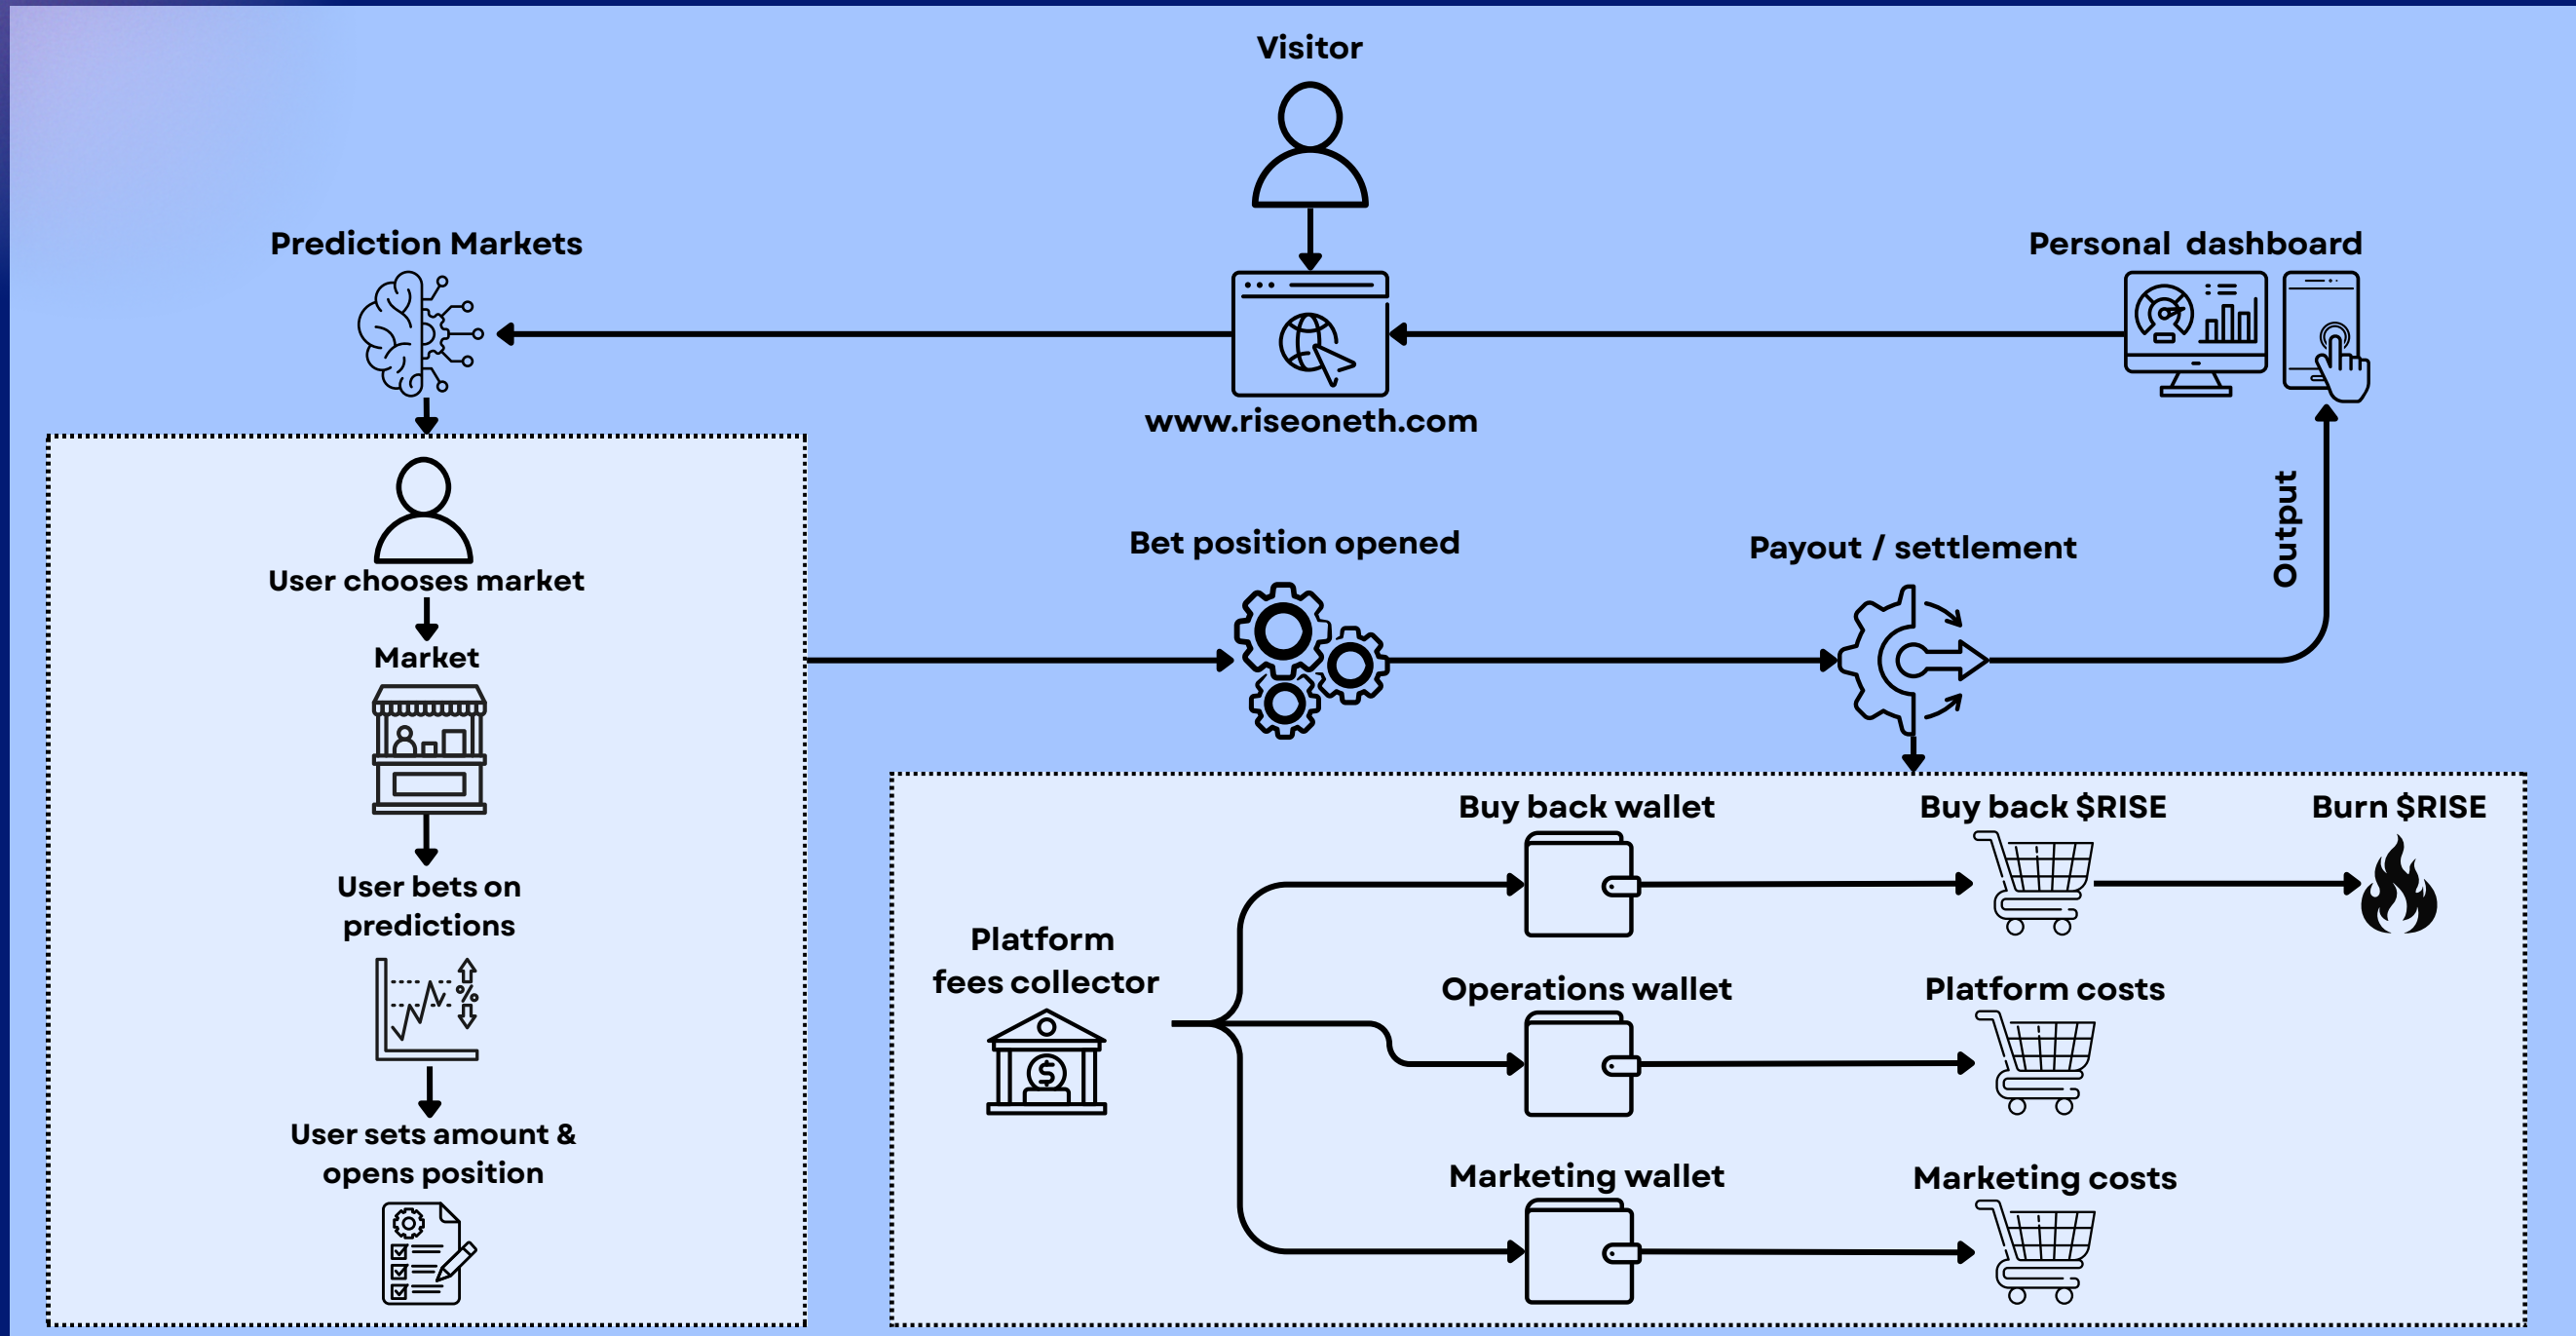 Visitor
Prediction Markets
Personal dashboard
www.riseoneth.com
User chooses market
Market
User bets on
predictions
User sets amount &
opens position
Bet position opened
Payout / settlement
Output
Platform
fees collector
Buy back wallet
Buy back $RISE
Burn $RISE
Operations wallet
Platform costs
Marketing wallet
Marketing costs